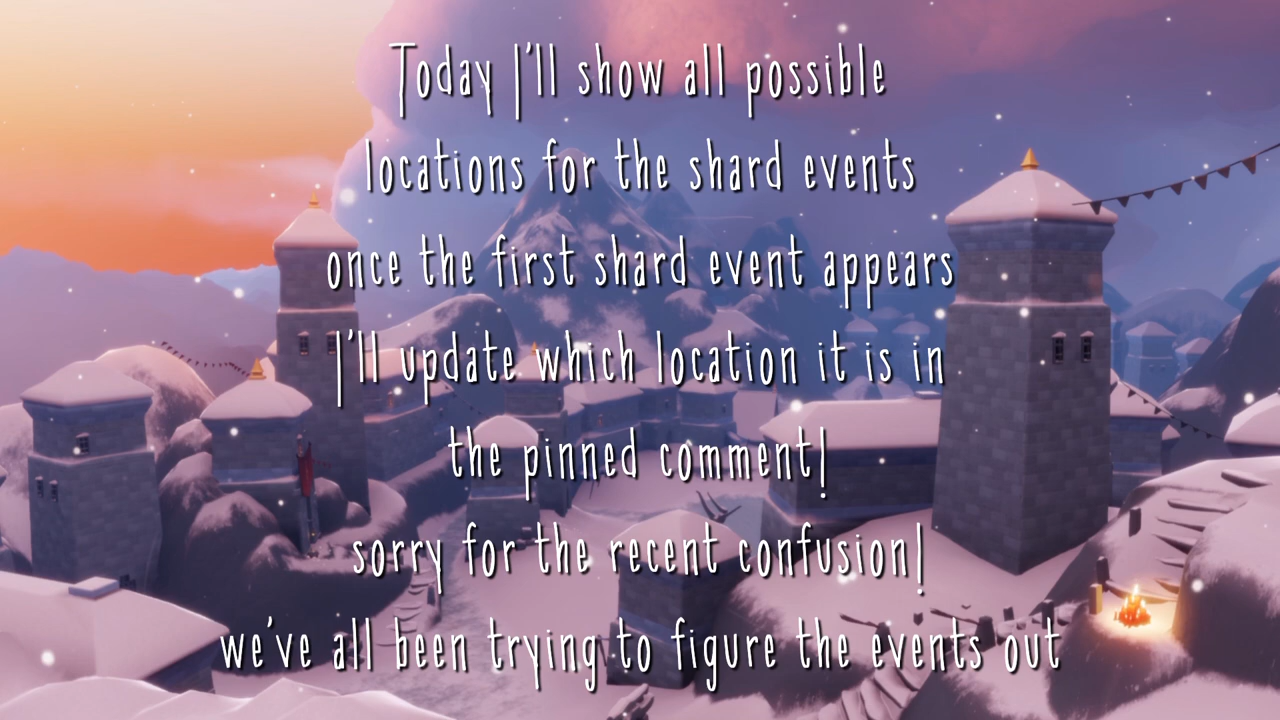 Today I'll show all possible
locations for the shard events
once the first shard event appears
I'll update which location it is in
the pinned comment!
sorry for the recent confusion!
we've all been trying to figure the events out